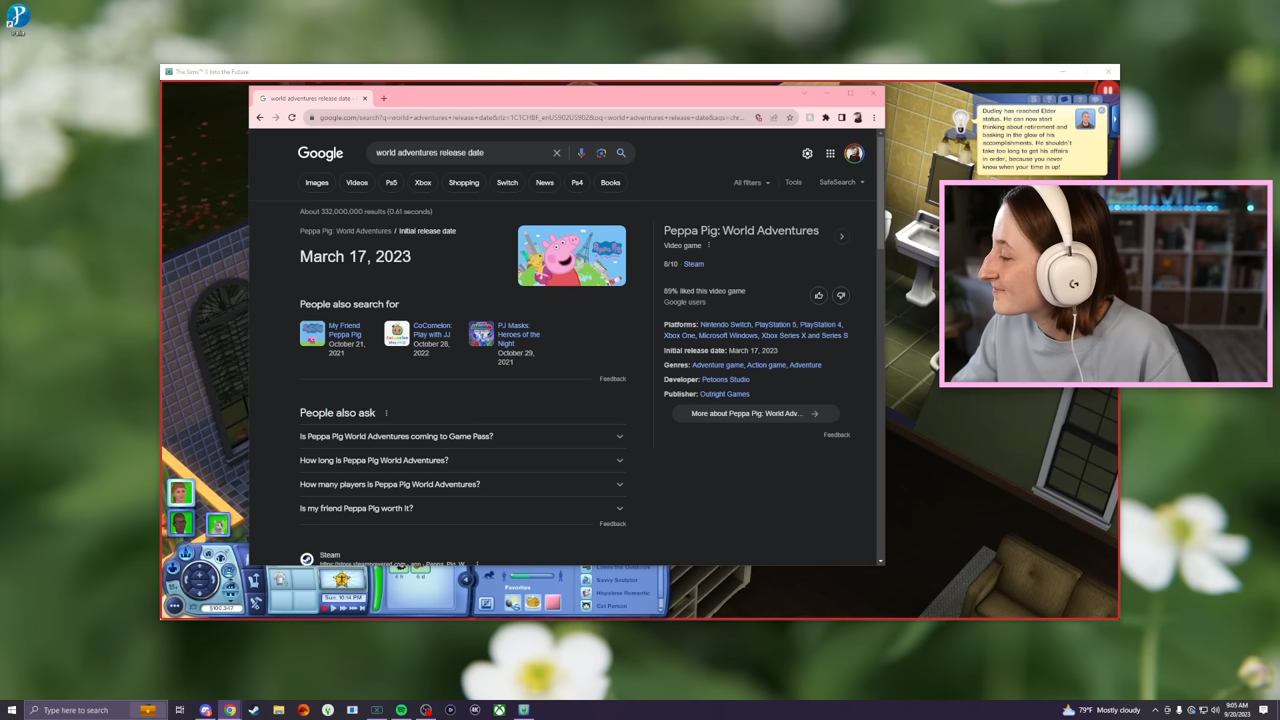 The Sims™ 3 Into the Future
world adventures release date -
google.com/search?q=world+adventures+release+date&rlz=1C1CHBF_enUS902US902&oq=world+adventures+release+date&aqs=chr...
Google
world adventures release date
Images
Videos
Ps5
Xbox
Shopping
Switch
News
Ps4
Books
All filters
Tools
SafeSearch
About 332,000,000 results (0.61 seconds)
Peppa Pig: World Adventures / Initial release date
March 17, 2023
People also search for
My Friend
Peppa Pig
October 21,
2021
CoComelon:
Play with JJ
October 28,
2022
PJ Masks:
Heroes of the
Night
October 29,
2021
Feedback
People also ask
Is Peppa Pig World Adventures coming to Game Pass?
How long is Peppa Pig World Adventures?
How many players is Peppa Pig World Adventures?
Is my friend Peppa Pig worth it?
Feedback
Steam
Peppa Pig: World Adventures
Video game
8/10 · Steam
89% liked this video game
Google users
Platforms: Nintendo Switch, PlayStation 5, PlayStation 4,
Xbox One, Microsoft Windows, Xbox Series X and Series S
Initial release date: March 17, 2023
Genres: Adventure game, Action game, Adventure
Developer: Petoons Studio
Publisher: Outright Games
More about Peppa Pig: World Adv...
Feedback
Dudley has reached Elder
status. He can now start
thinking about retirement and
basking in the glow of his
accomplishments. He shouldn't
take too long to get his affairs
in order, because you never
know when your time is up!
§100,347
Sun. 10:14 PM
Favorites
Savvy Sculptor
Hopeless Romantic
Cat Person
Type here to search
79°F Mostly cloudy
9:05 AM
9/20/2023